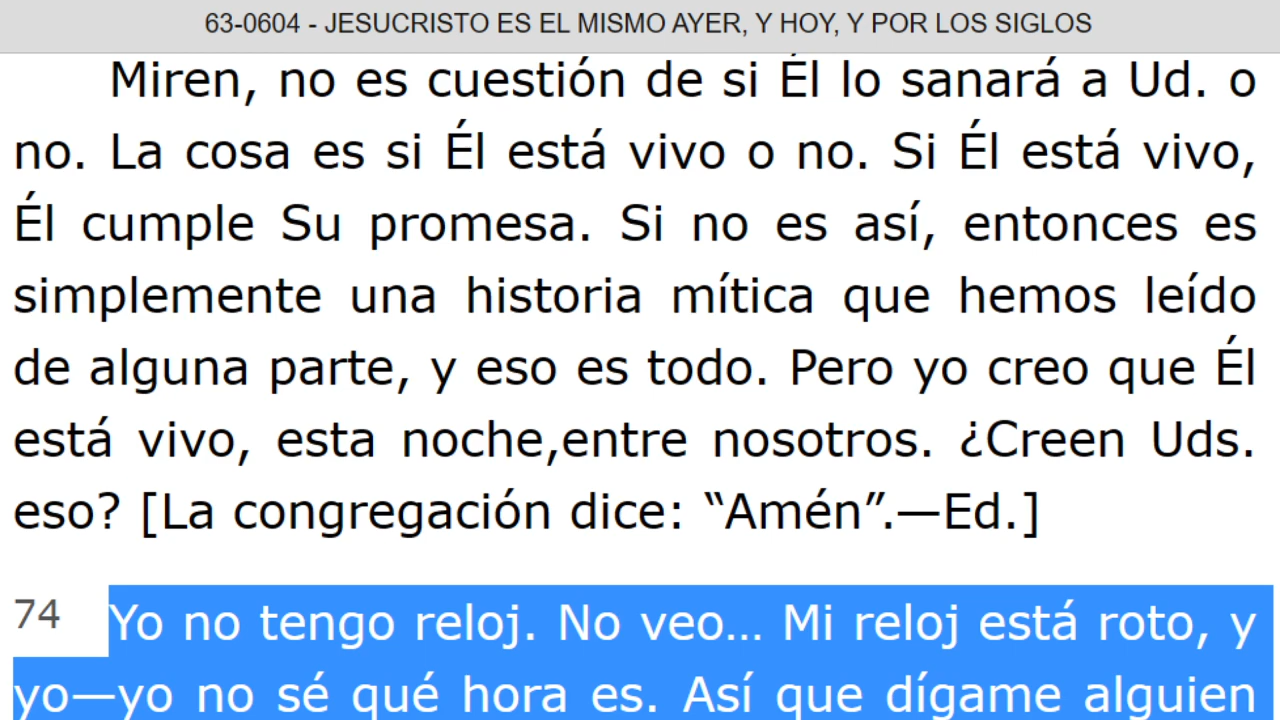 63-0604 - JESUCRISTO ES EL MISMO AYER, Y HOY, Y POR LOS SIGLOS
Miren, no es cuestión de si Él lo sanará a Ud. o
no. La cosa es si Él está vivo o no. Si Él está vivo,
Él cumple Su promesa. Si no es así, entonces es
simplemente una historia mítica que hemos leído
de alguna parte, y eso es todo. Pero yo creo que Él
está vivo, esta noche,entre nosotros. ¿Creen Uds.
eso? [La congregación dice: “Amén”.—Ed.]
74 Yo no tengo reloj. No veo… Mi reloj está roto, y
yo—yo no sé qué hora es. Así que dígame alguien